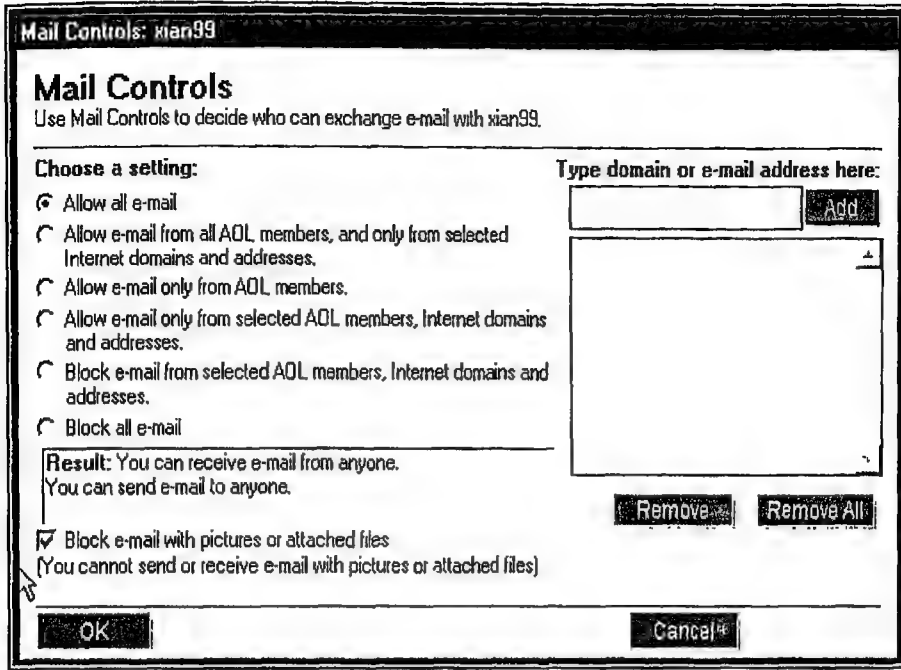 Mail Controls: xian99
Mail Controls
Use Mail Controls to decide who can exchange e-mail with xian99.
Choose a setting:
Allow all e-mail
Allow e-mail from all AOL members, and only from selected
Internet domains and addresses.
Allow e-mail only from AOL members.
Allow e-mail only from selected AOL members, Internet domains
and addresses.
Block e-mail from selected AOL members, Internet domains and
addresses.
Block all e-mail
Result: You can receive e-mail from anyone.
You can send e-mail to anyone.
Block e-mail with pictures or attached files
(You cannot send or receive e-mail with pictures or attached files)
Type domain or e-mail address here:
Add
Remove
Remove All
OK
Cancel